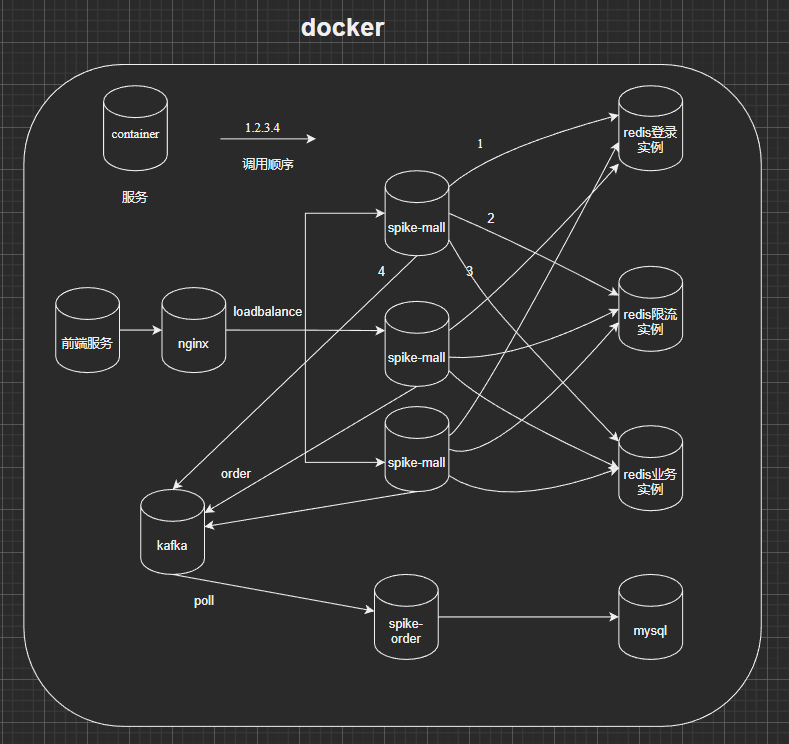 docker
container
服务
1.2.3.4
调用顺序
redis登录
实例
1
spike-mall
2
4
3
前端服务
nginx
loadbalance
spike-mall
redis限流
实例
spike-mall
order
redis业务
实例
kafka
poll
spike-
order
mysql